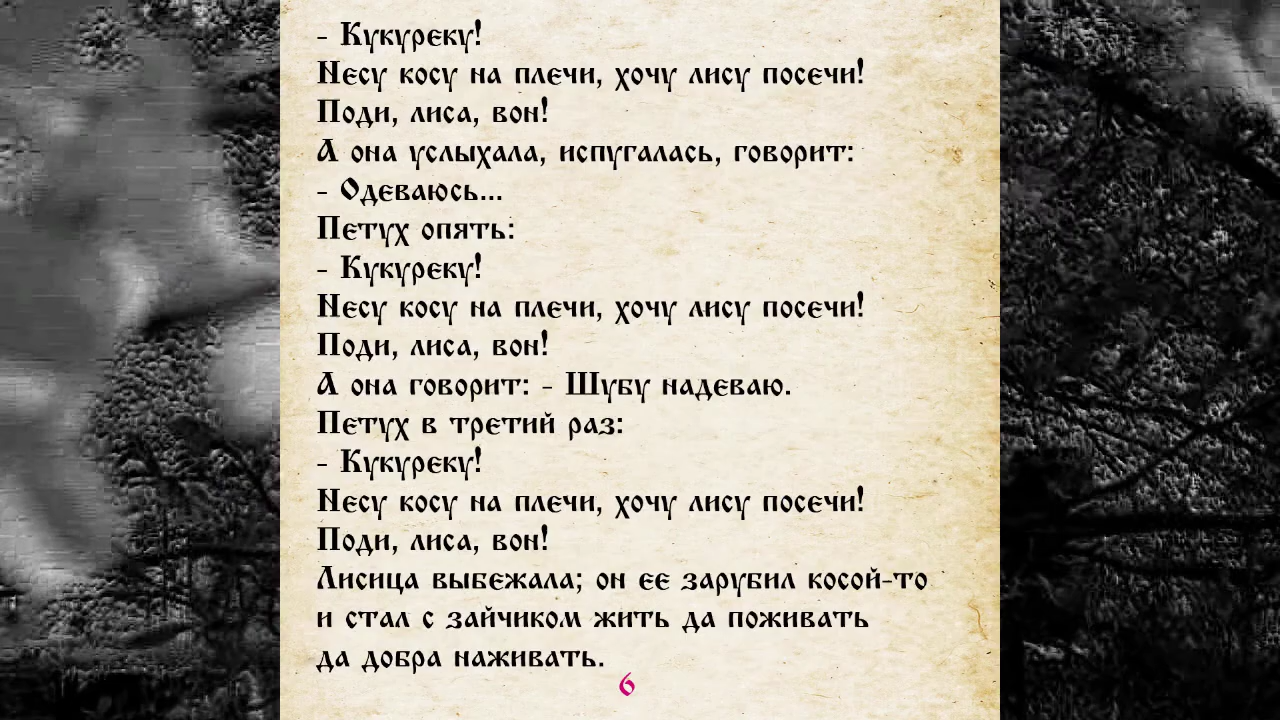 - Кукуреку!
Несу косу на плечи, хочу лису посечи!
Поди, лиса, вон!
А она услыхала, испугалась, говорит:
- Одеваюсь...
Петух опять:
- Кукуреку!
Несу косу на плечи, хочу лису посечи!
Поди, лиса, вон!
А она говорит: - Шубу надеваю.
Петух в третий раз:
- Кукуреку!
Несу косу на плечи, хочу лису посечи!
Поди, лиса, вон!
Лисица выбежала; он ее зарубил косой-то
и стал с зайчиком жить да поживать
да добра наживать.
6